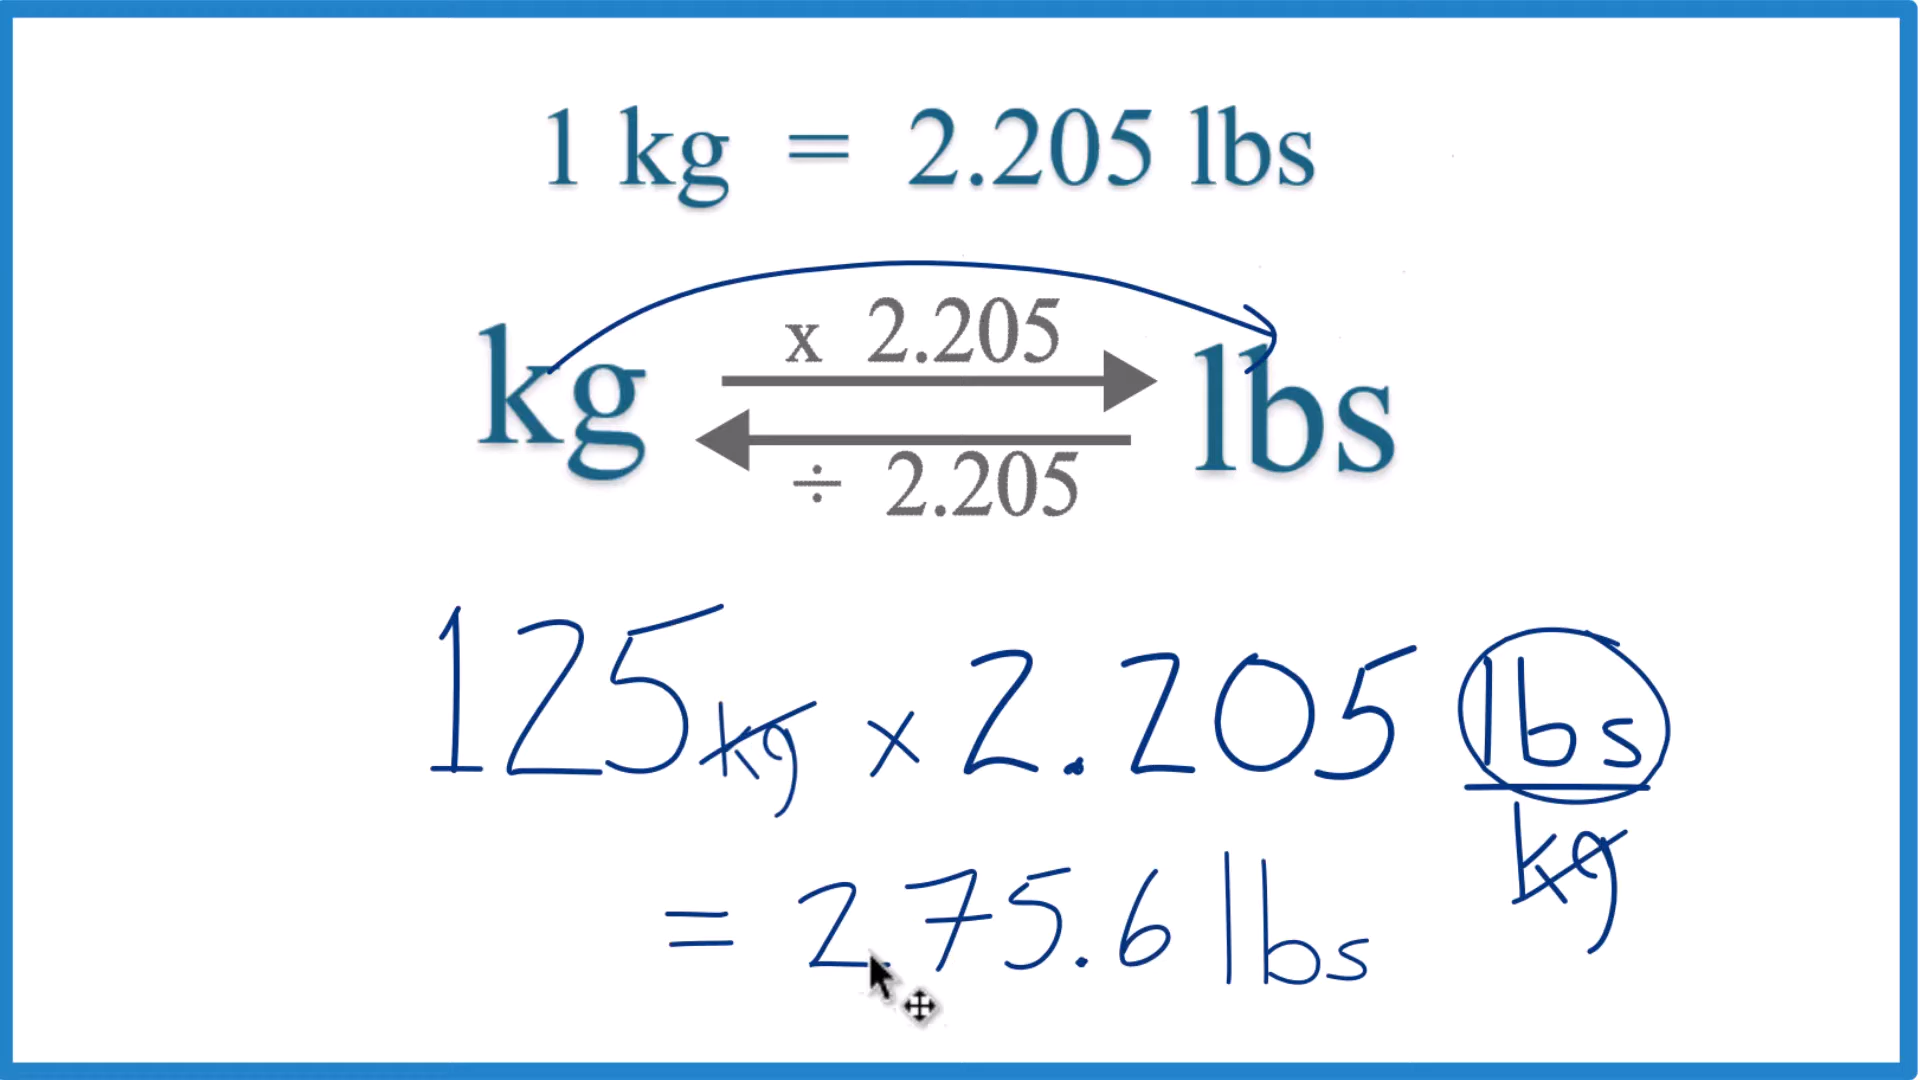 1 kg = 2.205 lbs
x 2.205
kg lbs
÷ 2.205
125 kg x 2.205 lbs
kg
= 275.6 lbs